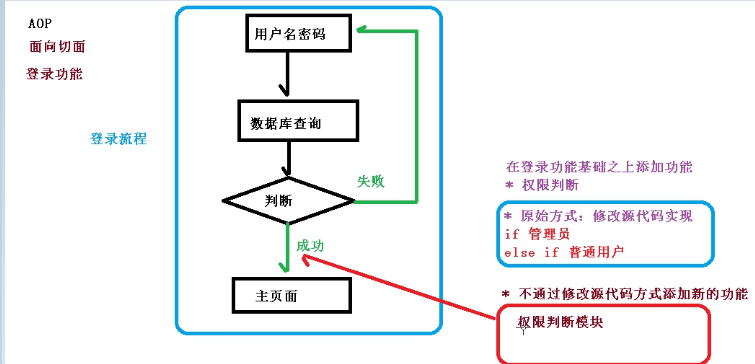 AOP
面向切面
登录功能
登录流程
用户名密码
数据库查询
判断
失败
成功
主页面
在登录功能基础之上添加功能
* 权限判断
* 原始方式：修改源代码实现
if 管理员
else if 普通用户
* 不通过修改源代码方式添加新的功能
权限判断模块